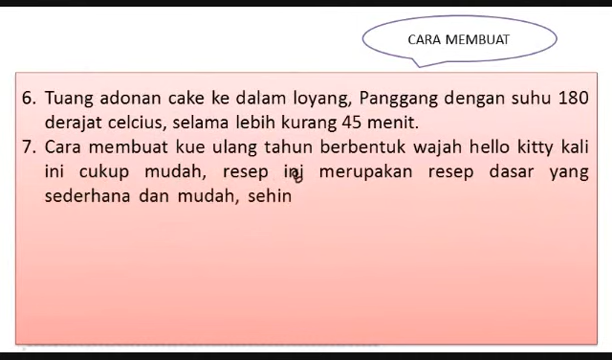 CARA MEMBUAT
6. Tuang adonan cake ke dalam loyang, Panggang dengan suhu 180
derajat celcius, selama lebih kurang 45 menit.
7. Cara membuat kue ulang tahun berbentuk wajah hello kitty kali
ini cukup mudah, resep ini merupakan resep dasar yang
sederhana dan mudah, sehin